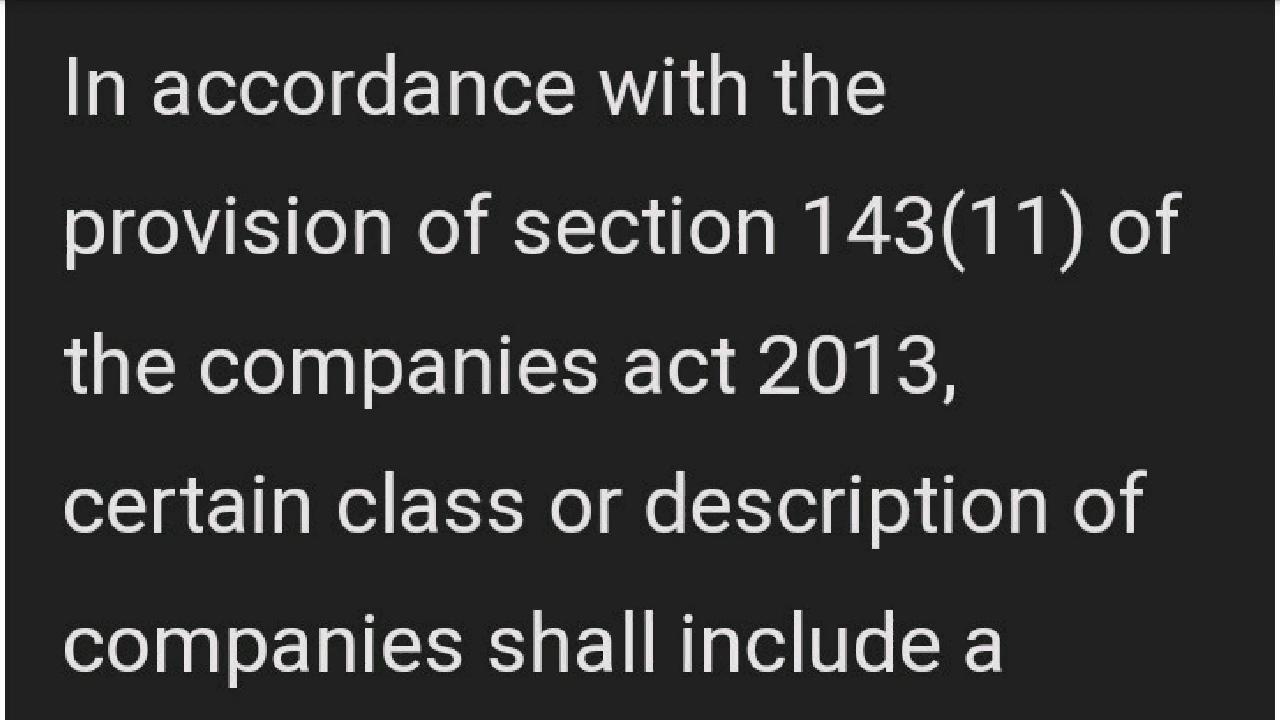 In accordance with the
provision of section 143(11) of
the companies act 2013,
certain class or description of
companies shall include a